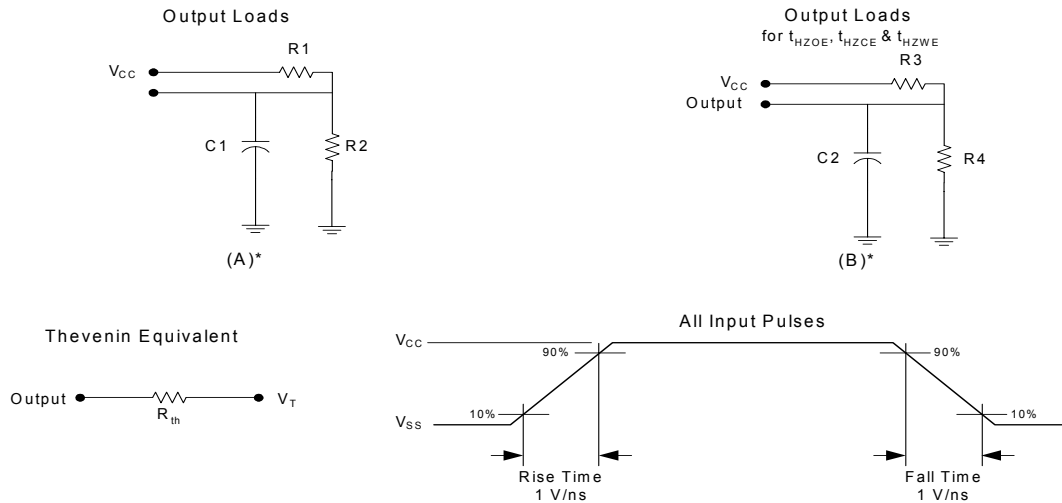 Output Loads
R1
VCC
C1
R2
(A)*
Output Loads
for tHZOE, tHZCE & tHZWE
R3
VCC
Output
C2
R4
(B)*
Thevenin Equivalent
Output
Rth
VT
All Input Pulses
VCC
90%
90%
10%
10%
VSS
Rise Time
1 V/ns
Fall Time
1 V/ns